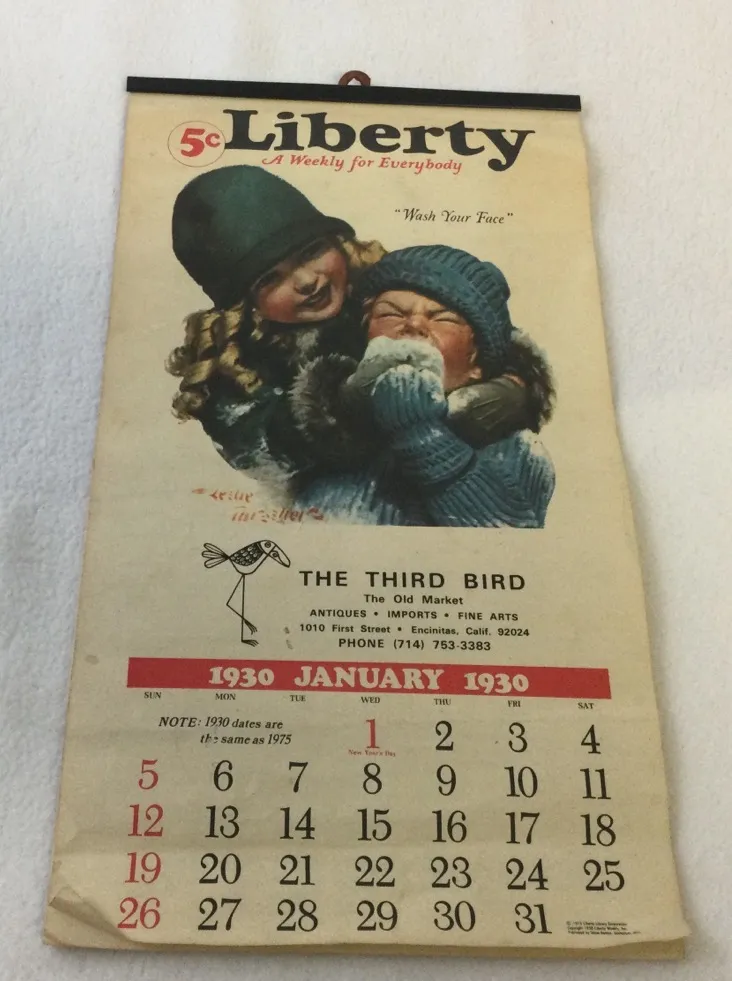 5¢ Liberty
A Weekly for Everybody
"Wash Your Face"
THE THIRD BIRD
The Old Market
ANTIQUES • IMPORTS • FINE ARTS
1010 First Street • Encinitas, Calif. 92024
PHONE (714) 753-3383
1930 JANUARY 1930
SUN MON TUE WED THU FRI SAT
NOTE: 1930 dates are
the same as 1975
1 2 3 4
New Year's Day
5 6 7 8 9 10 11
12 13 14 15 16 17 18
19 20 21 22 23 24 25
26 27 28 29 30 31